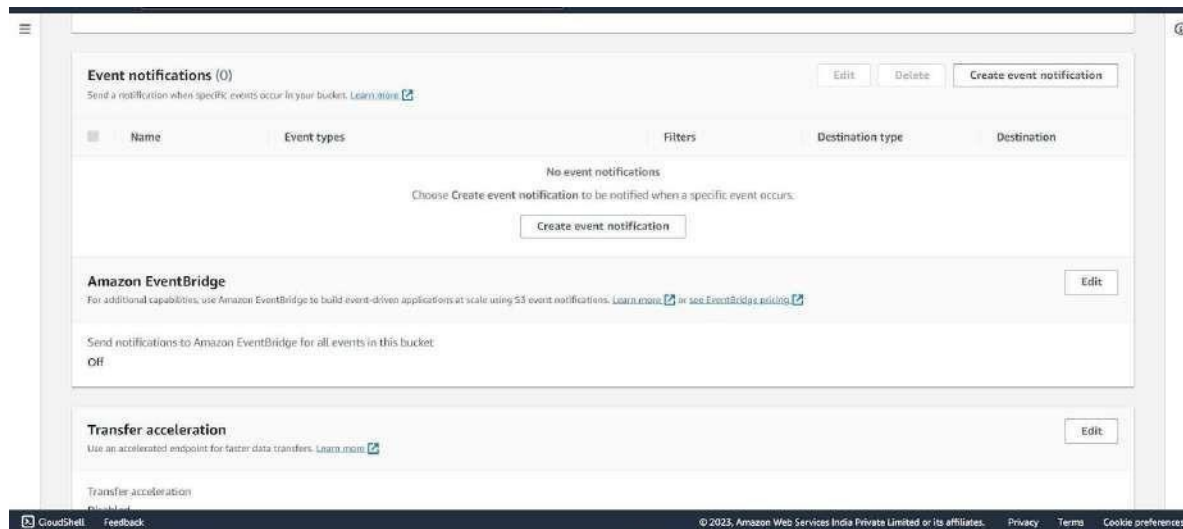 Event notifications (0)
Edit
Delete
Create event notification
Send a notification when specific events occur in your bucket. Learn more
Name
Event types
Filters
Destination type
Destination
No event notifications
Choose Create event notification to be notified when a specific event occurs.
Create event notification
Amazon EventBridge
Edit
For additional capabilities, use Amazon EventBridge to build event-driven applications at scale using S3 event notifications. Learn more or see EventBridge pricing
Send notifications to Amazon EventBridge for all events in this bucket
Off
Transfer acceleration
Edit
Use an accelerated endpoint for faster data transfers. Learn more
Transfer acceleration
Disabled
CloudShell Feedback
© 2023, Amazon Web Services India Private Limited or its affiliates. Privacy Terms Cookie preferences